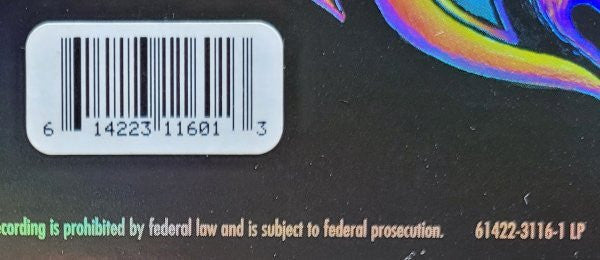 6 14223 11601 3
ecording is prohibited by federal law and is subject to federal prosecution. 61422-3116-1 LP